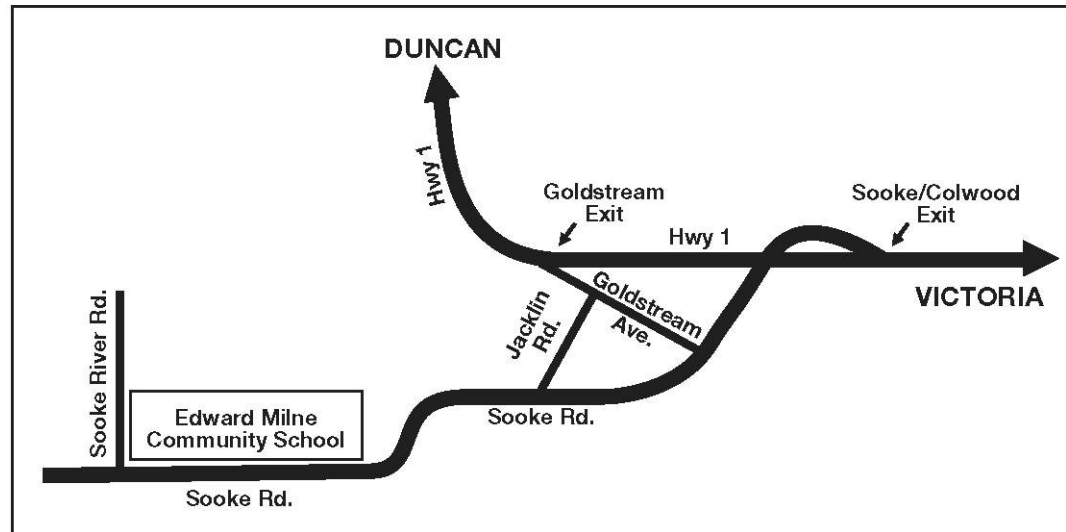 DUNCAN
Hwy 1
Goldstream
Exit
Sooke/Colwood
Exit
Hwy 1
VICTORIA
Goldstream
Ave.
Jacklin
Rd.
Sooke River Rd.
Edward Milne
Community School
Sooke Rd.
Sooke Rd.